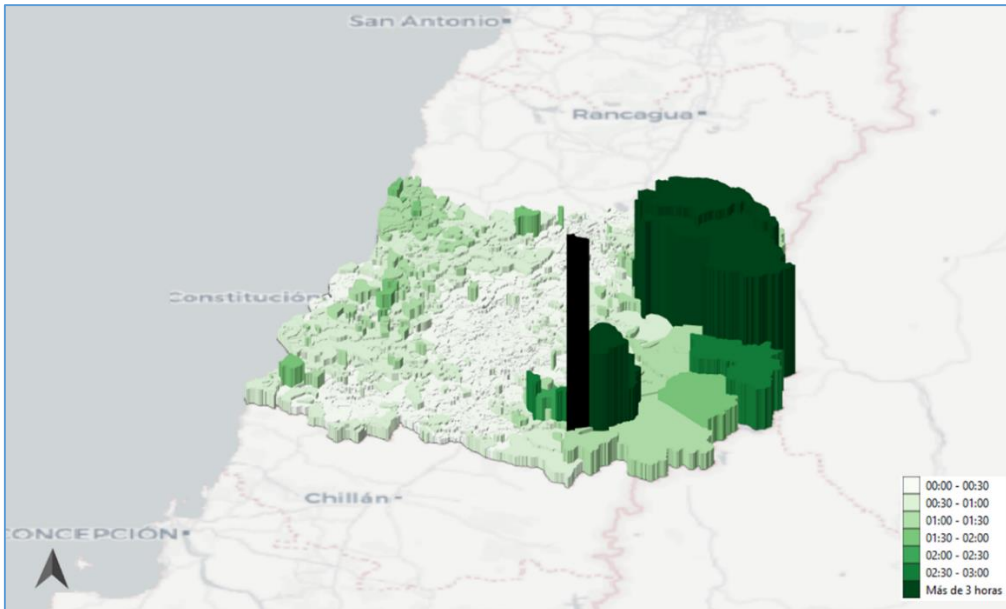 San Antonio
Rancagua
Constitución
Chillán
CONCEPCIÓN
00:00 - 00:30
00:30 - 01:00
01:00 - 01:30
01:30 - 02:00
02:00 - 02:30
02:30 - 03:00
Más de 3 horas